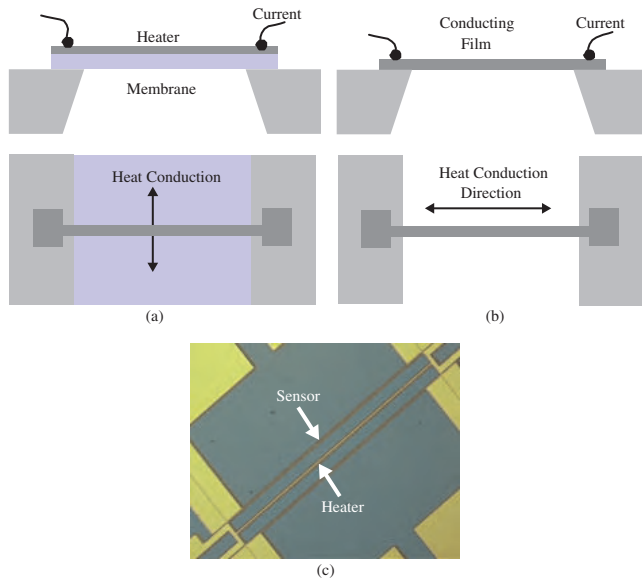 Current
Heater
Membrane
Heat Conduction
(a)
Current
Conducting
Film
Heat Conduction
Direction
(b)
Sensor
Heater
(c)